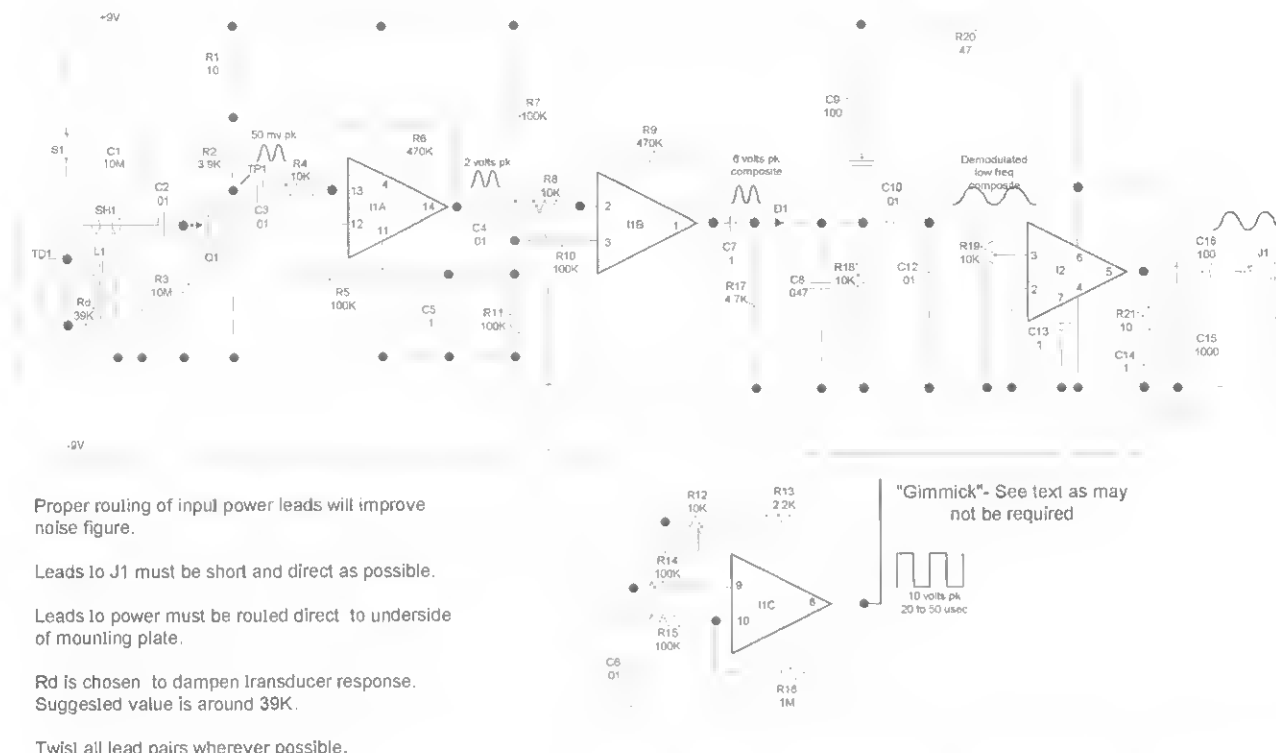 +9V
R1
10
S1
C1
10M
R2
3.9K
50 mv pk
TP1
R4
10K
C2
01
SH1
C3
01
Q1
TD1
L1
Rd
39K
R3
10M
13
4
I1A
14
12
11
R5
100K
R6
470K
2 volts pk
R7
100K
C4
01
R8
10K
C5
1
R11
100K
R10
100K
R9
470K
2
I1B
1
3
6 volts pk
composite
D1
C7
1
R17
4.7K
C8
047
R18
10K
C9
100
C10
01
C12
01
R20
47
Demodulated
low freq
composite
R19
10K
3
6
I2
5
2
7
4
C13
1
R21
10
C14
1
C16
100
J1
C15
1000
-9V
Proper rouling of inpul power leads will improve
noise figure.
Leads lo J1 must be short and direct as possible.
Leads lo power must be rouled direct to underside
of mounling plate.
Rd is chosen to dampen lransducer response.
Suggesled value is around 39K.
Twisl all lead pairs wherever possible.
R12
10K
R13
2.2K
R14
100K
9
I1C
8
10
R15
100K
C6
01
R16
1M
"Gimmick"- See text as may
not be required
10 volts pk
20 to 50 usec